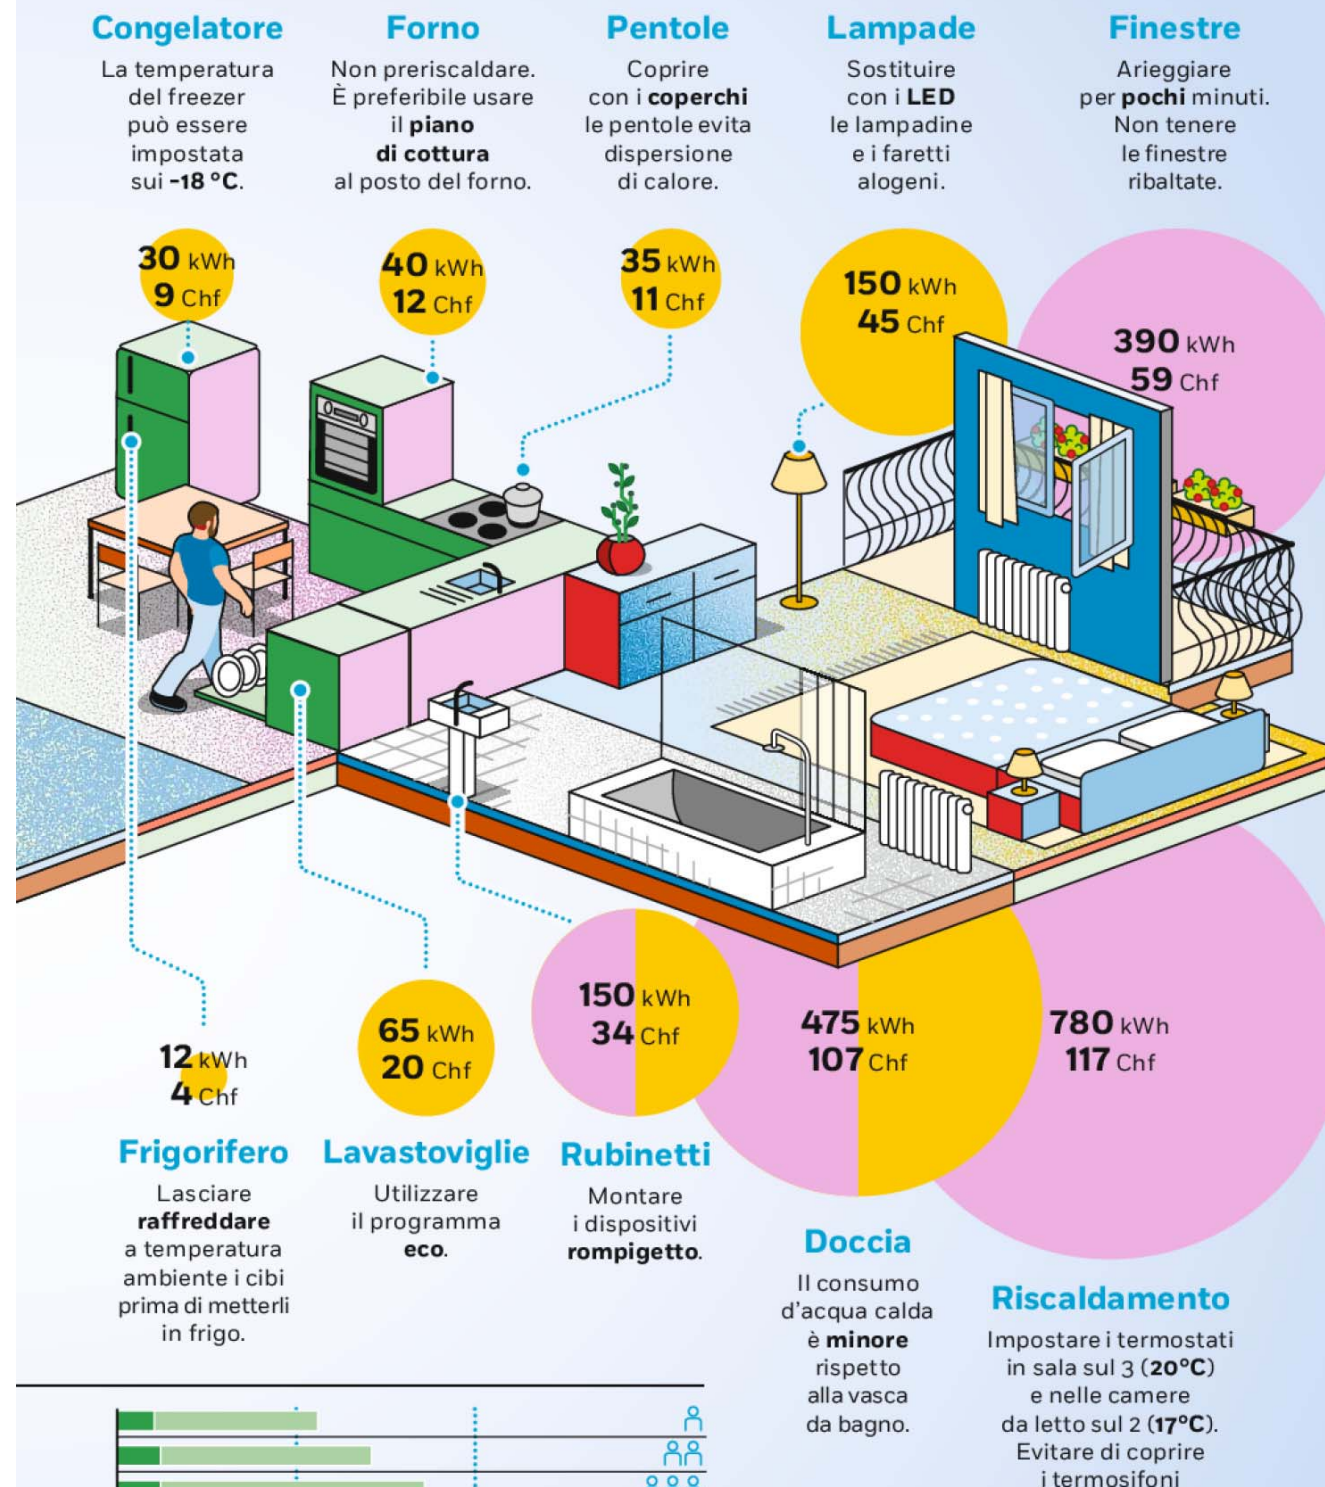 Congelatore
La temperatura
del freezer
può essere
impostata
sui -18 °C.
30 kWh
9 Chf
Forno
Non preriscaldare.
È preferibile usare
il piano
di cottura
al posto del forno.
40 kWh
12 Chf
Pentole
Coprire
con i coperchi
le pentole evita
dispersione
di calore.
35 kWh
11 Chf
Lampade
Sostituire
con i LED
le lampadine
e i faretti
alogeni.
150 kWh
45 Chf
Finestre
Arieggiare
per pochi minuti.
Non tenere
le finestre
ribaltate.
390 kWh
59 Chf
12 kWh
4 Chf
Frigorifero
Lasciare
raffreddare
a temperatura
ambiente i cibi
prima di metterli
in frigo.
65 kWh
20 Chf
Lavastoviglie
Utilizzare
il programma
eco.
150 kWh
34 Chf
Rubinetti
Montare
i dispositivi
rompigetto.
475 kWh
107 Chf
Doccia
Il consumo
d'acqua calda
è minore
rispetto
alla vasca
da bagno.
780 kWh
117 Chf
Riscaldamento
Impostare i termostati
in sala sul 3 (20°C)
e nelle camere
da letto sul 2 (17°C).
Evitare di coprire
i termosifoni